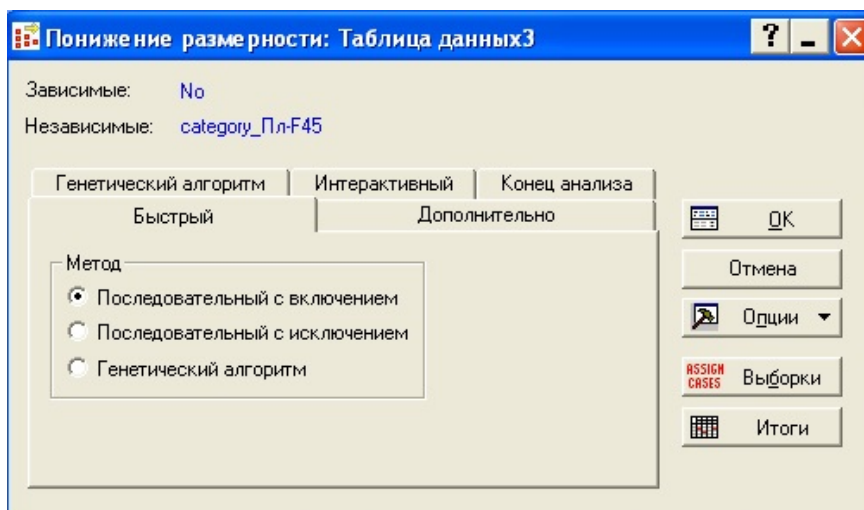 Понижение размерности: Таблица данных3
Зависимые: No
Независимые: category_Пл-F45
Генетический алгоритм Интерактивный Конец анализа
Быстрый Дополнительно
Метод
Последовательный с включением
Последовательный с исключением
Генетический алгоритм
OK
Отмена
Опции
ASSIGN CASES Выборки
Итоги